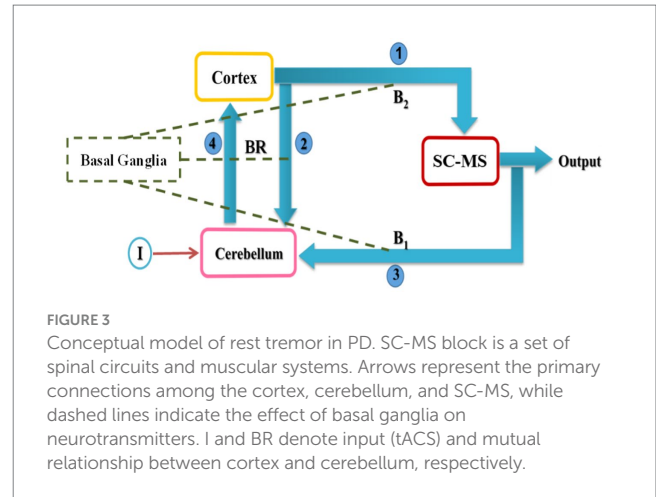 1
Cortex
B2
Basal Ganglia
4
BR
2
SC-MS
Output
I
Cerebellum
B1
3
FIGURE 3
Conceptual model of rest tremor in PD. SC-MS block is a set of
spinal circuits and muscular systems. Arrows represent the primary
connections among the cortex, cerebellum, and SC-MS, while
dashed lines indicate the effect of basal ganglia on
neurotransmitters. I and BR denote input (tACS) and mutual
relationship between cortex and cerebellum, respectively.